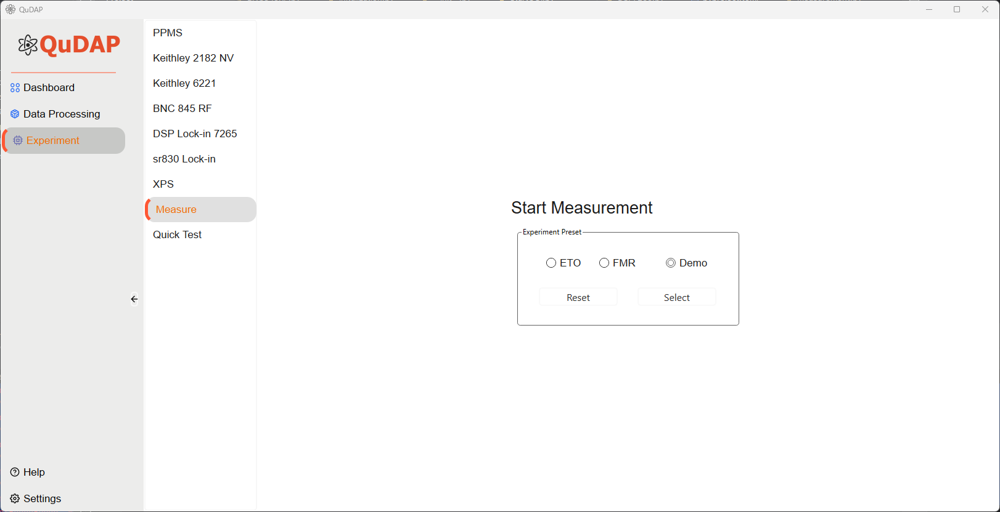 QuDAP
QuDAP
Dashboard
Data Processing
Experiment
Help
Settings
PPMS
Keithley 2182 NV
Keithley 6221
BNC 845 RF
DSP Lock-in 7265
sr830 Lock-in
XPS
Measure
Quick Test
Start Measurement
Experiment Preset
ETO FMR Demo
Reset Select